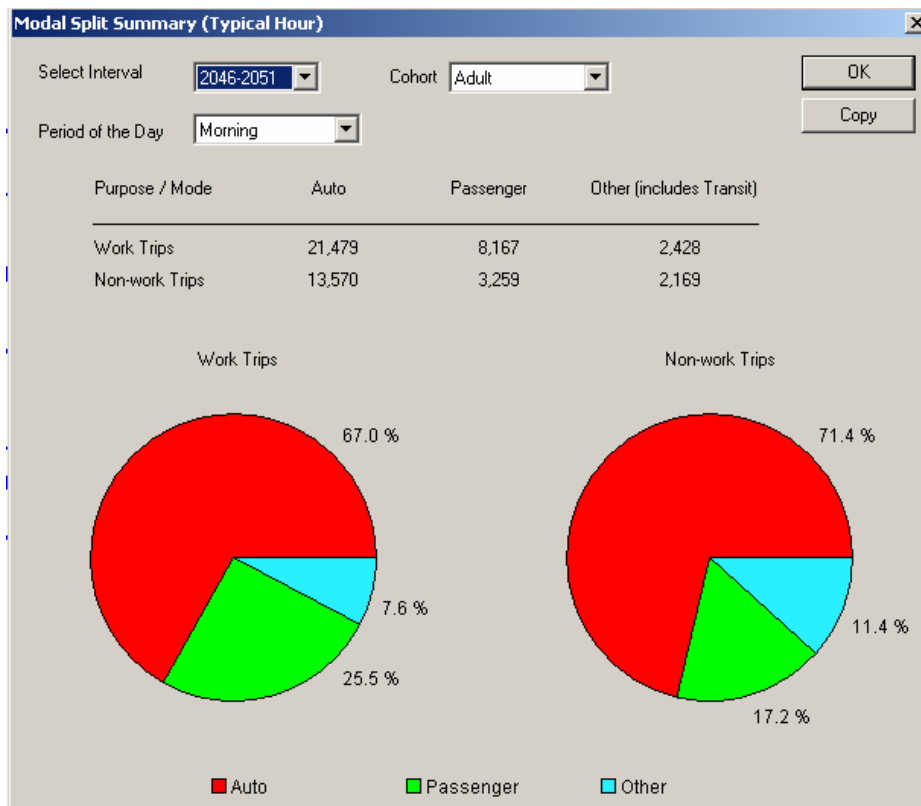 Modal Split Summary (Typical Hour)
Select Interval 2046-2051 Cohort Adult OK
Period of the Day Morning Copy
Purpose / Mode Auto Passenger Other (includes Transit)
Work Trips 21,479 8,167 2,428
Non-work Trips 13,570 3,259 2,169
Work Trips Non-work Trips
67.0 % 71.4 %
7.6 % 11.4 %
25.5 % 17.2 %
Auto Passenger Other